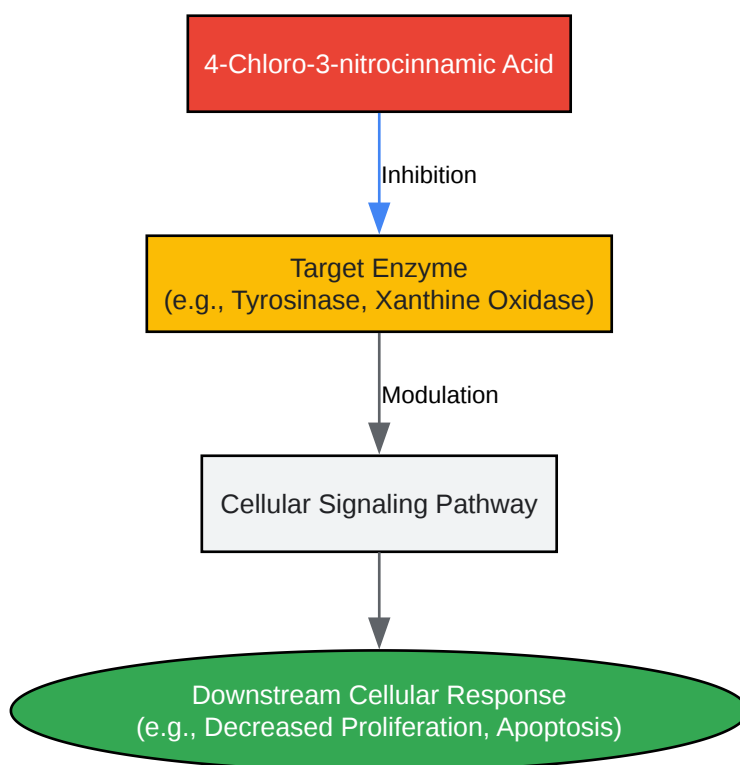 4-Chloro-3-nitrocinnamic Acid
Inhibition
Target Enzyme
(e.g., Tyrosinase, Xanthine Oxidase)
Modulation
Cellular Signaling Pathway
Downstream Cellular Response
(e.g., Decreased Proliferation, Apoptosis)